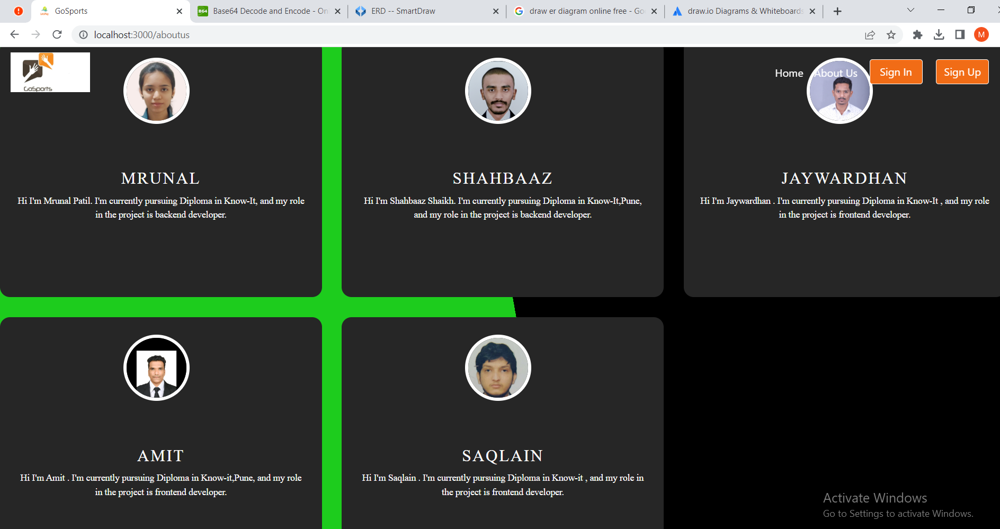 GoSports
B64 Base64 Decode and Encode - On
ERD -- SmartDraw
draw er diagram online free - Go
draw.io Diagrams & Whiteboards
localhost:3000/aboutus
M
GoSports
Home About Us Sign In Sign Up
MRUNAL
Hi I'm Mrunal Patil. I'm currently pursuing Diploma in Know-It, and my role
in the project is backend developer.
SHAHBAAZ
Hi I'm Shahbaaz Shaikh. I'm currently pursuing Diploma in Know-It,Pune,
and my role in the project is backend developer.
JAYWARDHAN
Hi I'm Jaywardhan . I'm currently pursuing Diploma in Know-It , and my role
in the project is frontend developer.
AMIT
Hi I'm Amit . I'm currently pursuing Diploma in Know-it,Pune, and my role
in the project is frontend developer.
SAQLAIN
Hi I'm Saqlain . I'm currently pursuing Diploma in Know-it , and my role in
the project is frontend developer.
Activate Windows
Go to Settings to activate Windows.